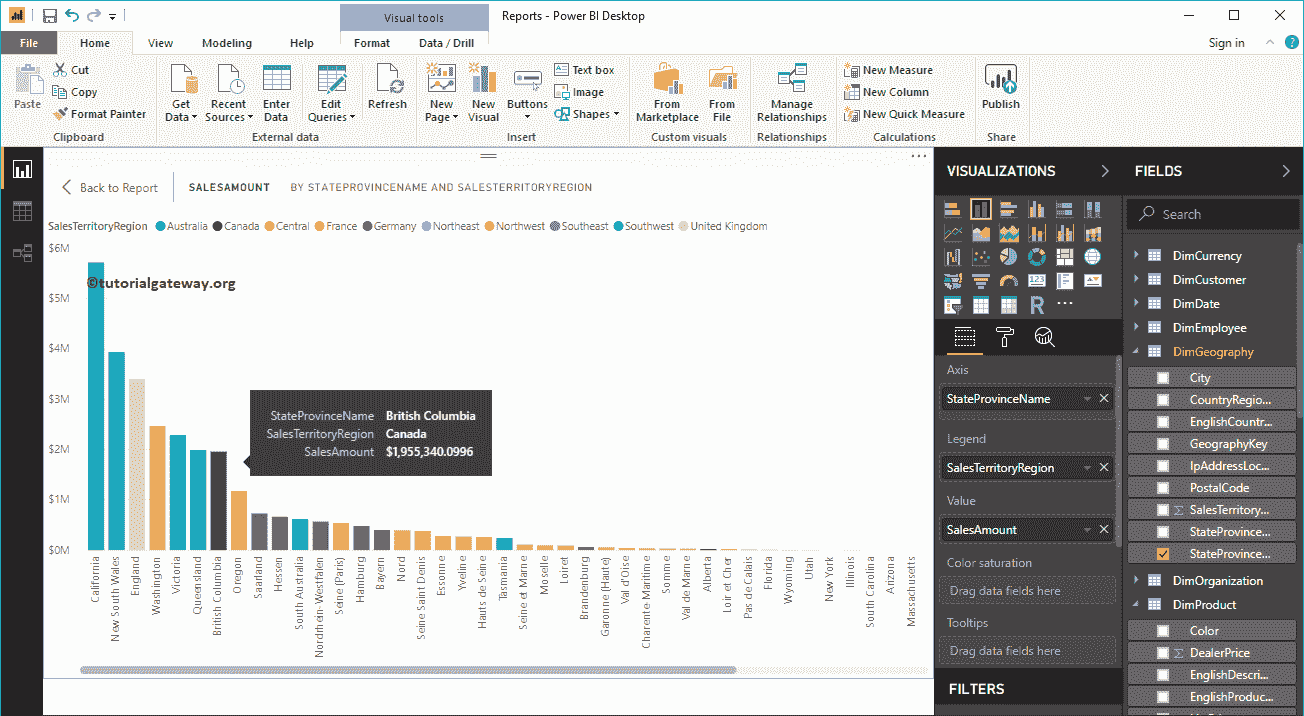 Visual tools
Reports - Power BI Desktop
File
Home
View
Modeling
Help
Format
Data / Drill
Sign in
?
Paste
Cut
Copy
Format Painter
Clipboard
Get Data
Recent Sources
Enter Data
Edit Queries
External data
Refresh
New Page
New Visual
Buttons
Text box
Image
Shapes
Insert
From Marketplace
From File
Custom visuals
Manage Relationships
Relationships
New Measure
New Column
New Quick Measure
Calculations
Publish
Share
Back to Report
SALESAMOUNT
BY STATEPROVINCENAME AND SALESTERRITORYREGION
SalesTerritoryRegion Australia Canada Central France Germany Northeast Northwest Southeast Southwest United Kingdom
$6M
$5M
$4M
$3M
$2M
$1M
$0M
©tutorialgateway.org
StateProvinceName British Columbia
SalesTerritoryRegion Canada
SalesAmount $1,955,340.0996
California
New South Wales
England
Washington
Victoria
Queensland
British Columbia
Oregon
Saarland
Hessen
South Australia
Nordrhein-Westfalen
Seine (Paris)
Hamburg
Bayern
Nord
Seine Saint Denis
Essonne
Yveline
Hauts de Seine
Tasmania
Seine et Marne
Moselle
Loiret
Brandenburg
Garonne (Haute)
Val d'Oise
Charente-Maritime
Somme
Val de Marne
Alberta
Loir et Cher
Pas de Calais
Florida
Wyoming
Utah
New York
Illinois
South Carolina
Arizona
Massachusetts
VISUALIZATIONS
123
R
Axis
StateProvinceName
Legend
SalesTerritoryRegion
Value
SalesAmount
Color saturation
Drag data fields here
Tooltips
Drag data fields here
FILTERS
FIELDS
Search
DimCurrency
DimCustomer
DimDate
DimEmployee
DimGeography
City
CountryRegio...
EnglishCountr...
GeographyKey
IpAddressLoc...
PostalCode
Σ SalesTerritory...
StateProvince...
StateProvince...
DimOrganization
DimProduct
Color
Σ DealerPrice
EnglishDescri...
EnglishProduc...